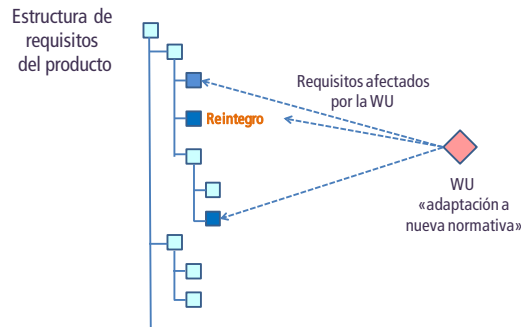 Estructura de
requisitos
del producto
Requisitos afectados
por la WU
Reintegro
WU
«adaptación a
nueva normativa»